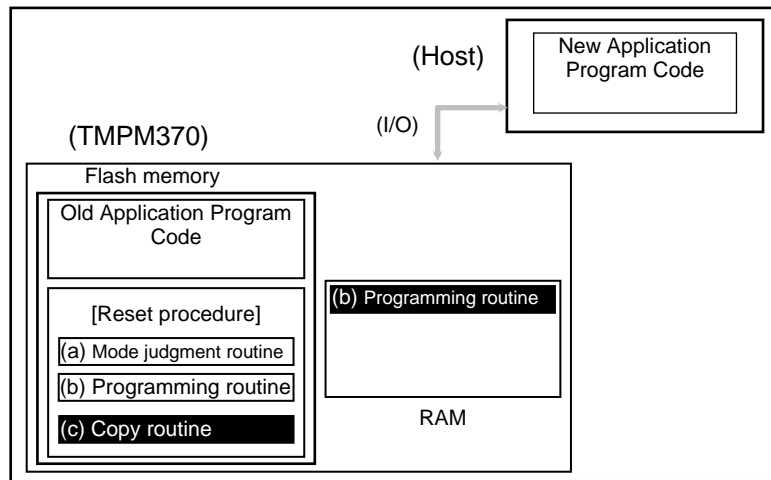 (Host)
New Application
Program Code
(I/O)
(TMPM370)
Flash memory
Old Application Program
Code
[Reset procedure]
(a) Mode judgment routine
(b) Programming routine
(c) Copy routine
(b) Programming routine
RAM